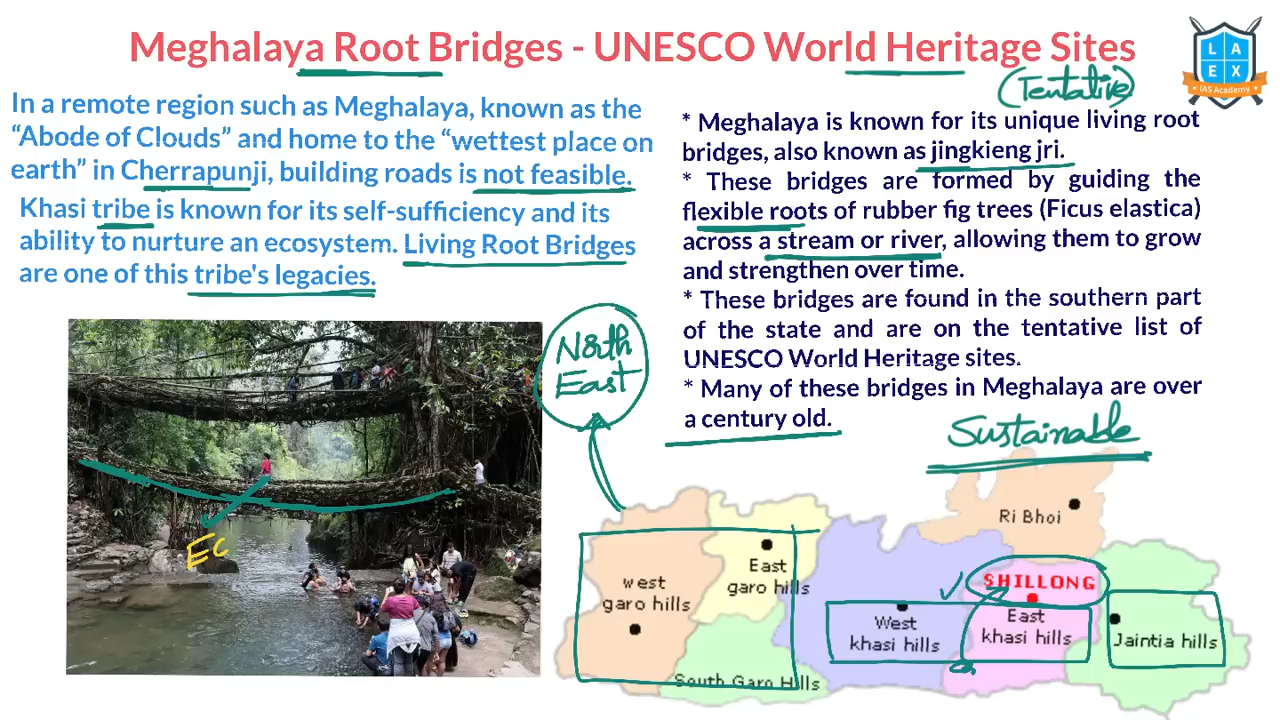 Meghalaya Root Bridges - UNESCO World Heritage Sites
(Tentative)
L A
E X
IAS Academy
In a remote region such as Meghalaya, known as the
“Abode of Clouds” and home to the “wettest place on
earth” in Cherrapunji, building roads is not feasible.
Khasi tribe is known for its self-sufficiency and its
ability to nurture an ecosystem. Living Root Bridges
are one of this tribe's legacies.
* Meghalaya is known for its unique living root
bridges, also known as jingkieng jri.
* These bridges are formed by guiding the
flexible roots of rubber fig trees (Ficus elastica)
across a stream or river, allowing them to grow
and strengthen over time.
* These bridges are found in the southern part
of the state and are on the tentative list of
UNESCO World Heritage sites.
* Many of these bridges in Meghalaya are over
a century old.
North
East
Sustainable
Ec
Ri Bhoi
East
garo hills
west
garo hills
SHILLONG
West
khasi hills
East
khasi hills
Jaintia hills
South Garo Hills